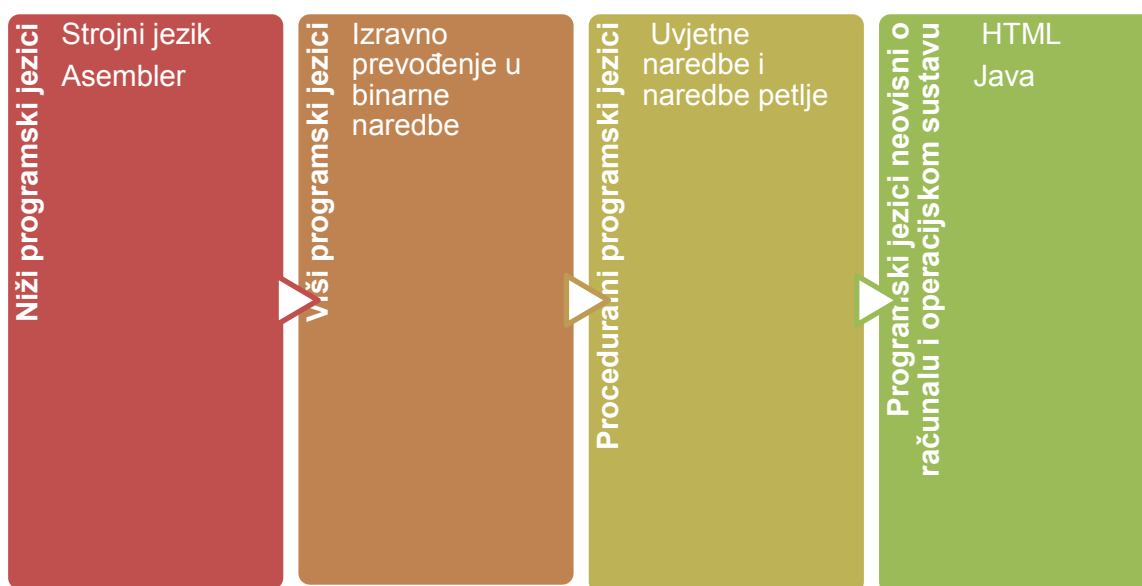 Niži programski jezici
Strojni jezik
Asembler
Viši programski jezici
Izravno
prevođenje u
binarne
naredbe
Proceduralni programski jezici
Uvjetne
naredbe i
naredbe petlje
Programski jezici neovisni o
računalu i operacijskom sustavu
HTML
Java